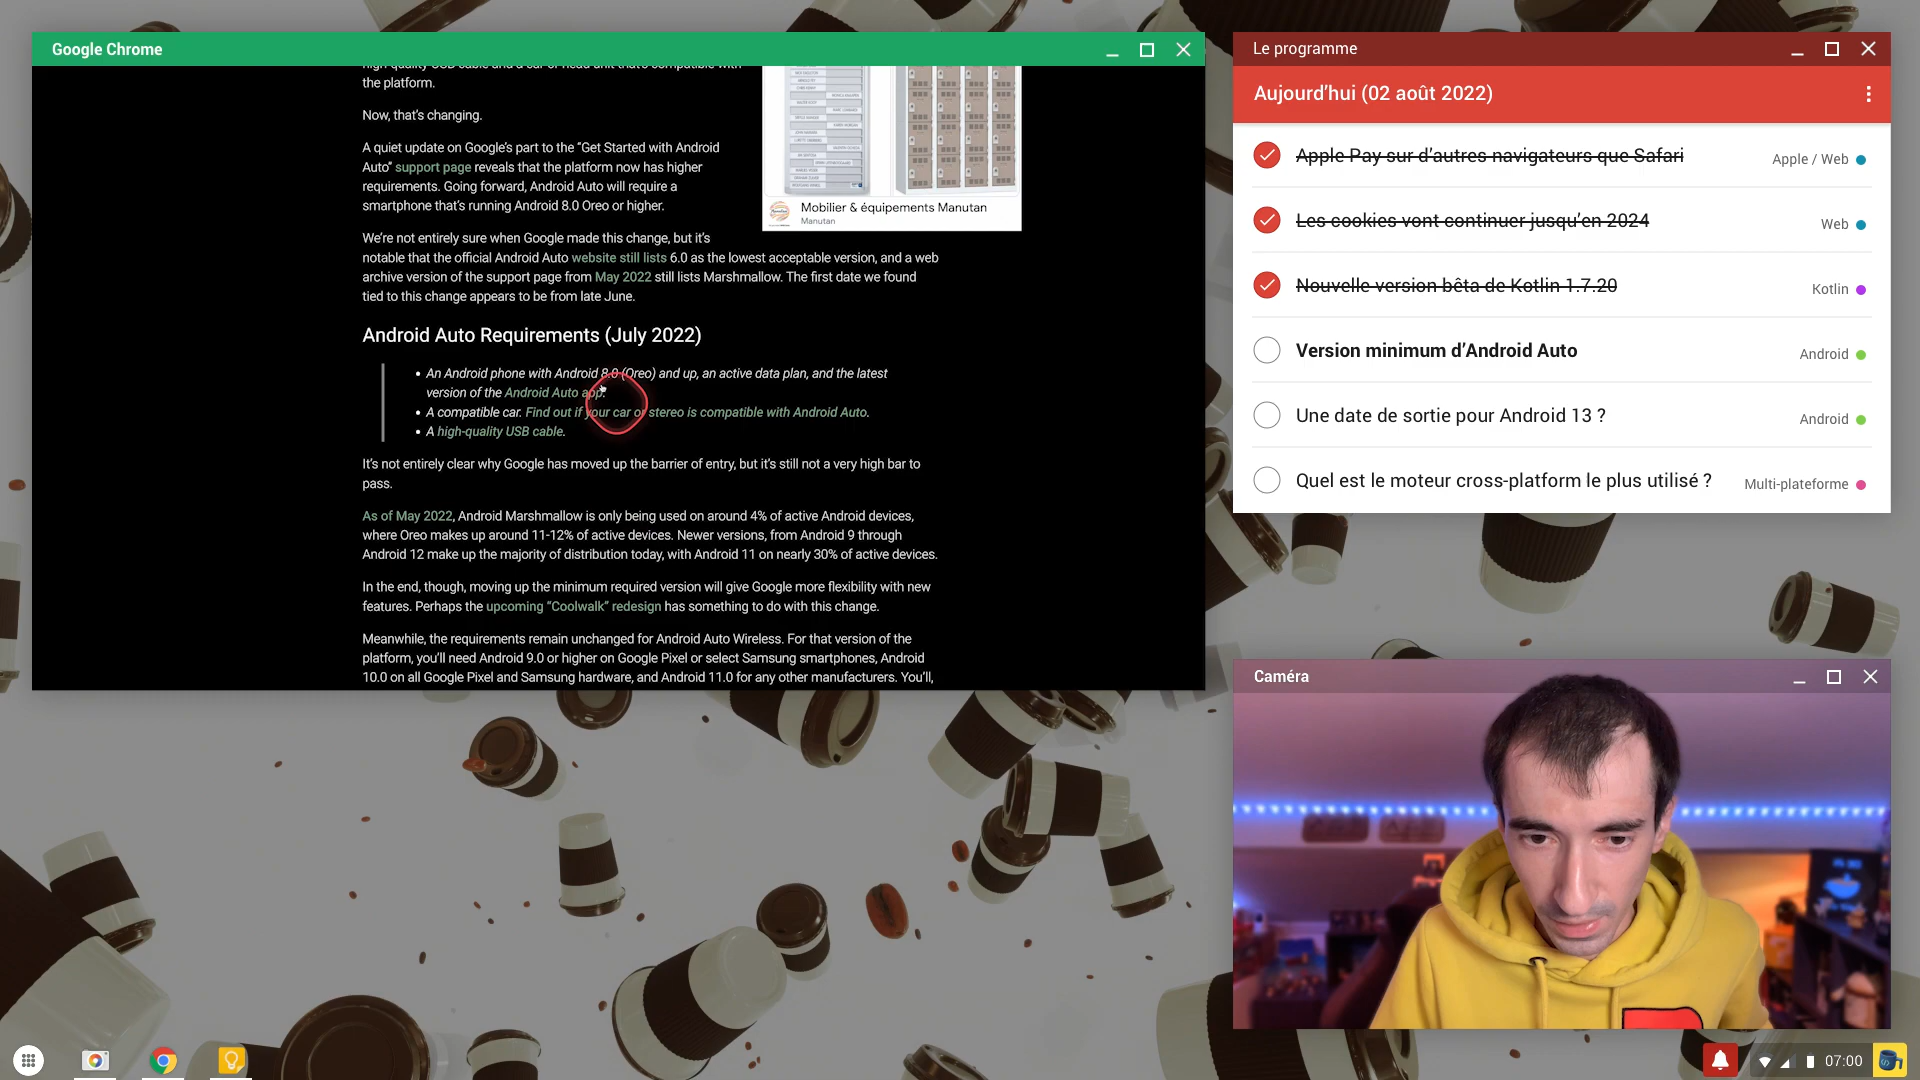 Google Chrome
the platform.
Now, that's changing.
A quiet update on Google's part to the “Get Started with Android
Auto” support page reveals that the platform now has higher
requirements. Going forward, Android Auto will require a
smartphone that's running Android 8.0 Oreo or higher.
We're not entirely sure when Google made this change, but it's
notable that the official Android Auto website still lists 6.0 as the lowest acceptable version, and a web
archive version of the support page from May 2022 still lists Marshmallow. The first date we found
tied to this change appears to be from late June.
Mobilier & équipements Manutan
Manutan
Android Auto Requirements (July 2022)
• An Android phone with Android 8.0 (Oreo) and up, an active data plan, and the latest
version of the Android Auto app.
• A compatible car. Find out if your car or stereo is compatible with Android Auto.
• A high-quality USB cable.
It's not entirely clear why Google has moved up the barrier of entry, but it's still not a very high bar to
pass.
As of May 2022, Android Marshmallow is only being used on around 4% of active Android devices,
where Oreo makes up around 11-12% of active devices. Newer versions, from Android 9 through
Android 12 make up the majority of distribution today, with Android 11 on nearly 30% of active devices.
In the end, though, moving up the minimum required version will give Google more flexibility with new
features. Perhaps the upcoming “Coolwalk” redesign has something to do with this change.
Meanwhile, the requirements remain unchanged for Android Auto Wireless. For that version of the
platform, you'll need Android 9.0 or higher on Google Pixel or select Samsung smartphones, Android
10.0 on all Google Pixel and Samsung hardware, and Android 11.0 for any other manufacturers. You'll,
Le programme
Aujourd’hui (02 août 2022)
Apple Pay sur d’autres navigateurs que Safari
Apple / Web
Les cookies vont continuer jusqu’en 2024
Web
Nouvelle version bêta de Kotlin 1.7.20
Kotlin
Version minimum d’Android Auto
Android
Une date de sortie pour Android 13 ?
Android
Quel est le moteur cross-platform le plus utilisé ?
Multi-plateforme
Caméra
07:00